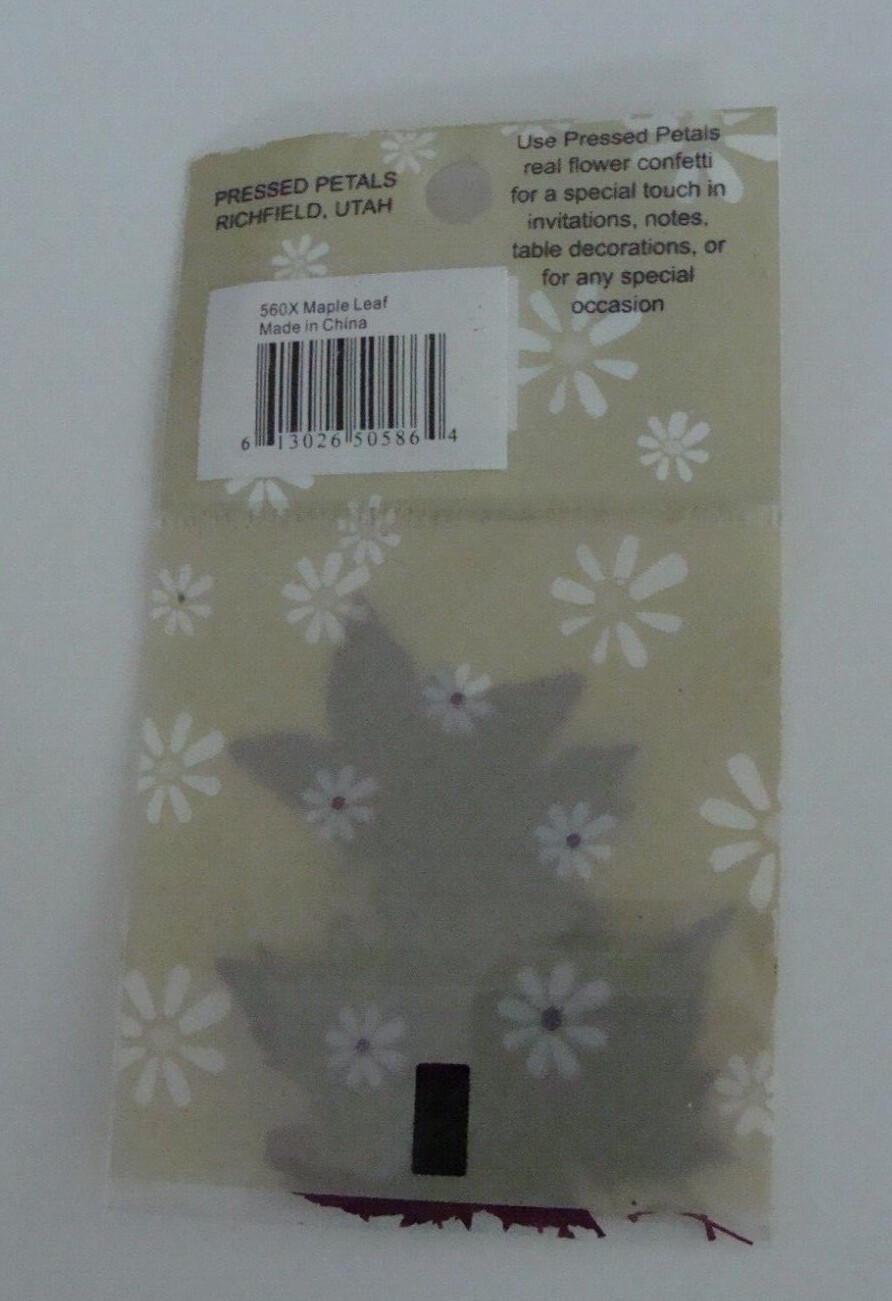 PRESSED PETALS
RICHFIELD, UTAH
Use Pressed Petals
real flower confetti
for a special touch in
invitations, notes,
table decorations, or
for any special
occasion
560X Maple Leaf
Made in China
6 13026 50586 4